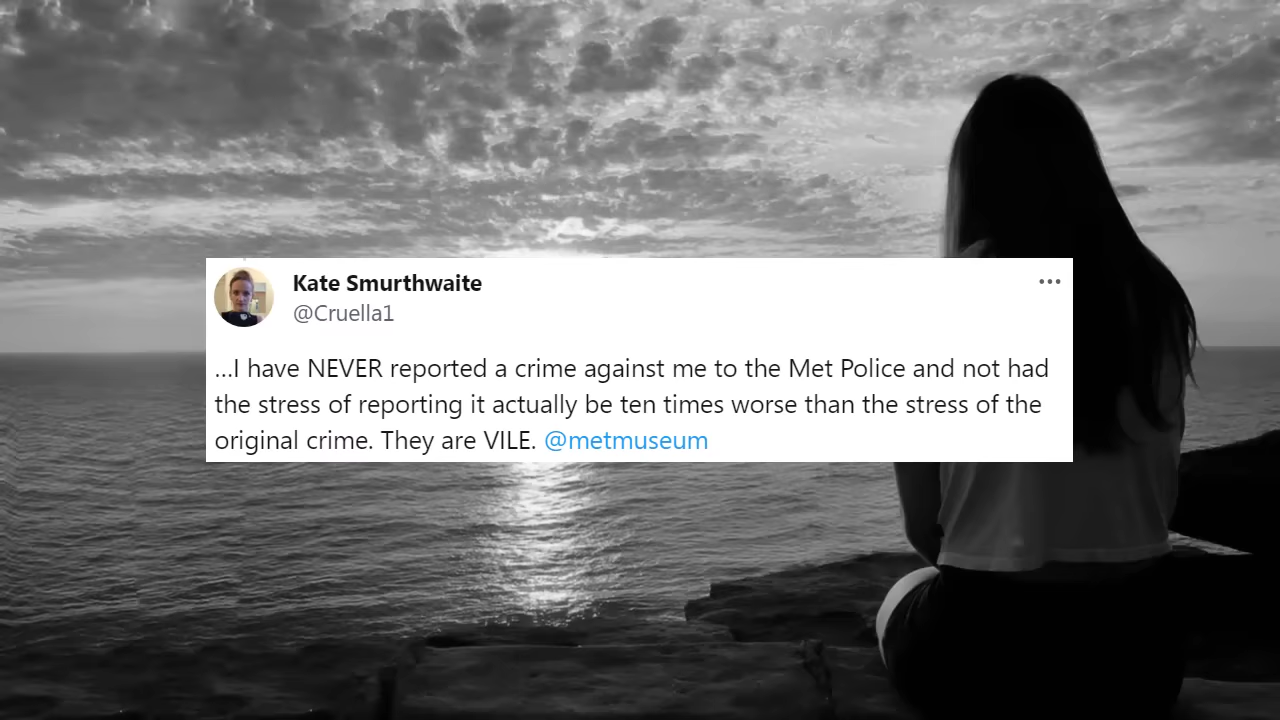 Kate Smurthwaite
@Cruella1
...I have NEVER reported a crime against me to the Met Police and not had
the stress of reporting it actually be ten times worse than the stress of the
original crime. They are VILE. @metmuseum